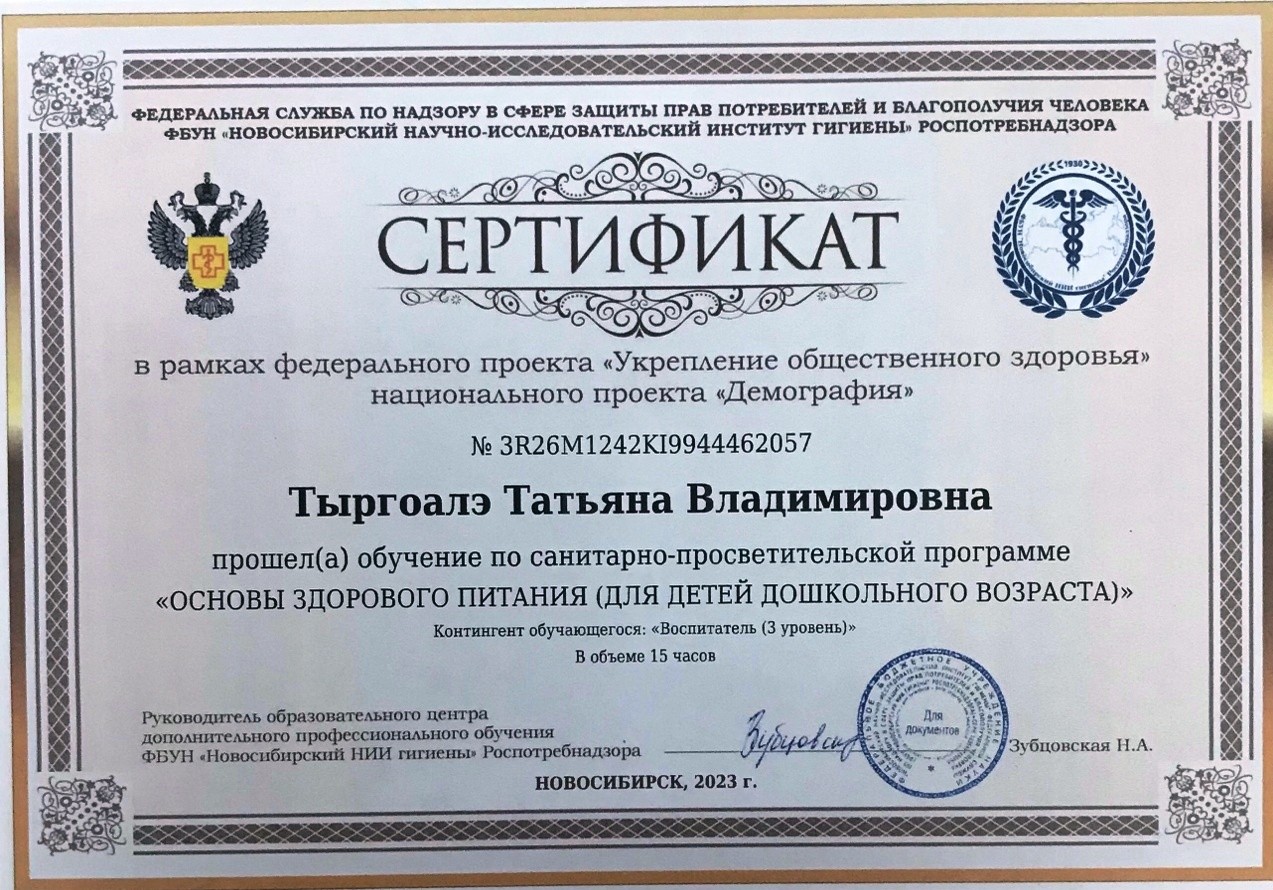 ФЕДЕРАЛЬНАЯ СЛУЖБА ПО НАДЗОРУ В СФЕРЕ ЗАЩИТЫ ПРАВ ПОТРЕБИТЕЛЕЙ И БЛАГОПОЛУЧИЯ ЧЕЛОВЕКА
ФБУН «НОВОСИБИРСКИЙ НАУЧНО-ИССЛЕДОВАТЕЛЬСКИЙ ИНСТИТУТ ГИГИЕНЫ» РОСПОТРЕБНАДЗОРА
1930
СЕРТИФИКАТ
в рамках федерального проекта «Укрепление общественного здоровья»
национального проекта «Демография»
№ 3R26M1242KI9944462057
Тыргоалэ Татьяна Владимировна
прошел(а) обучение по санитарно-просветительской программе
«ОСНОВЫ ЗДОРОВОГО ПИТАНИЯ (ДЛЯ ДЕТЕЙ ДОШКОЛЬНОГО ВОЗРАСТА)»
Контингент обучающегося: «Воспитатель (3 уровень)»
В объеме 15 часов
Руководитель образовательного центра
дополнительного профессионального обучения
ФБУН «Новосибирский НИИ гигиены» Роспотребнадзора
Для
документов
Зубцовская Н.А.
НОВОСИБИРСК, 2023 г.